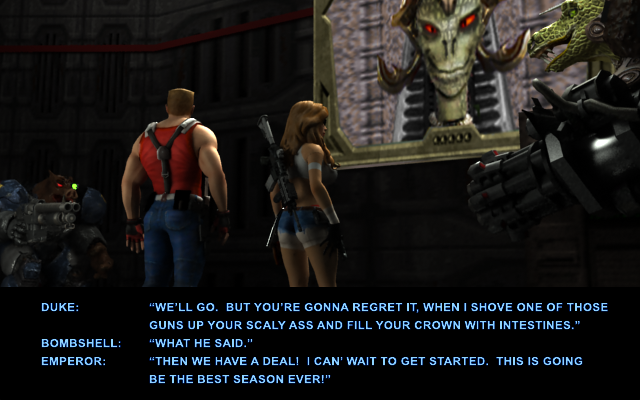 DUKE: “WE’LL GO. BUT YOU’RE GONNA REGRET IT, WHEN I SHOVE ONE OF THOSE
GUNS UP YOUR SCALY ASS AND FILL YOUR CROWN WITH INTESTINES.”
BOMBSHELL: “WHAT HE SAID.”
EMPEROR: “THEN WE HAVE A DEAL! I CAN’ WAIT TO GET STARTED. THIS IS GOING
BE THE BEST SEASON EVER!”